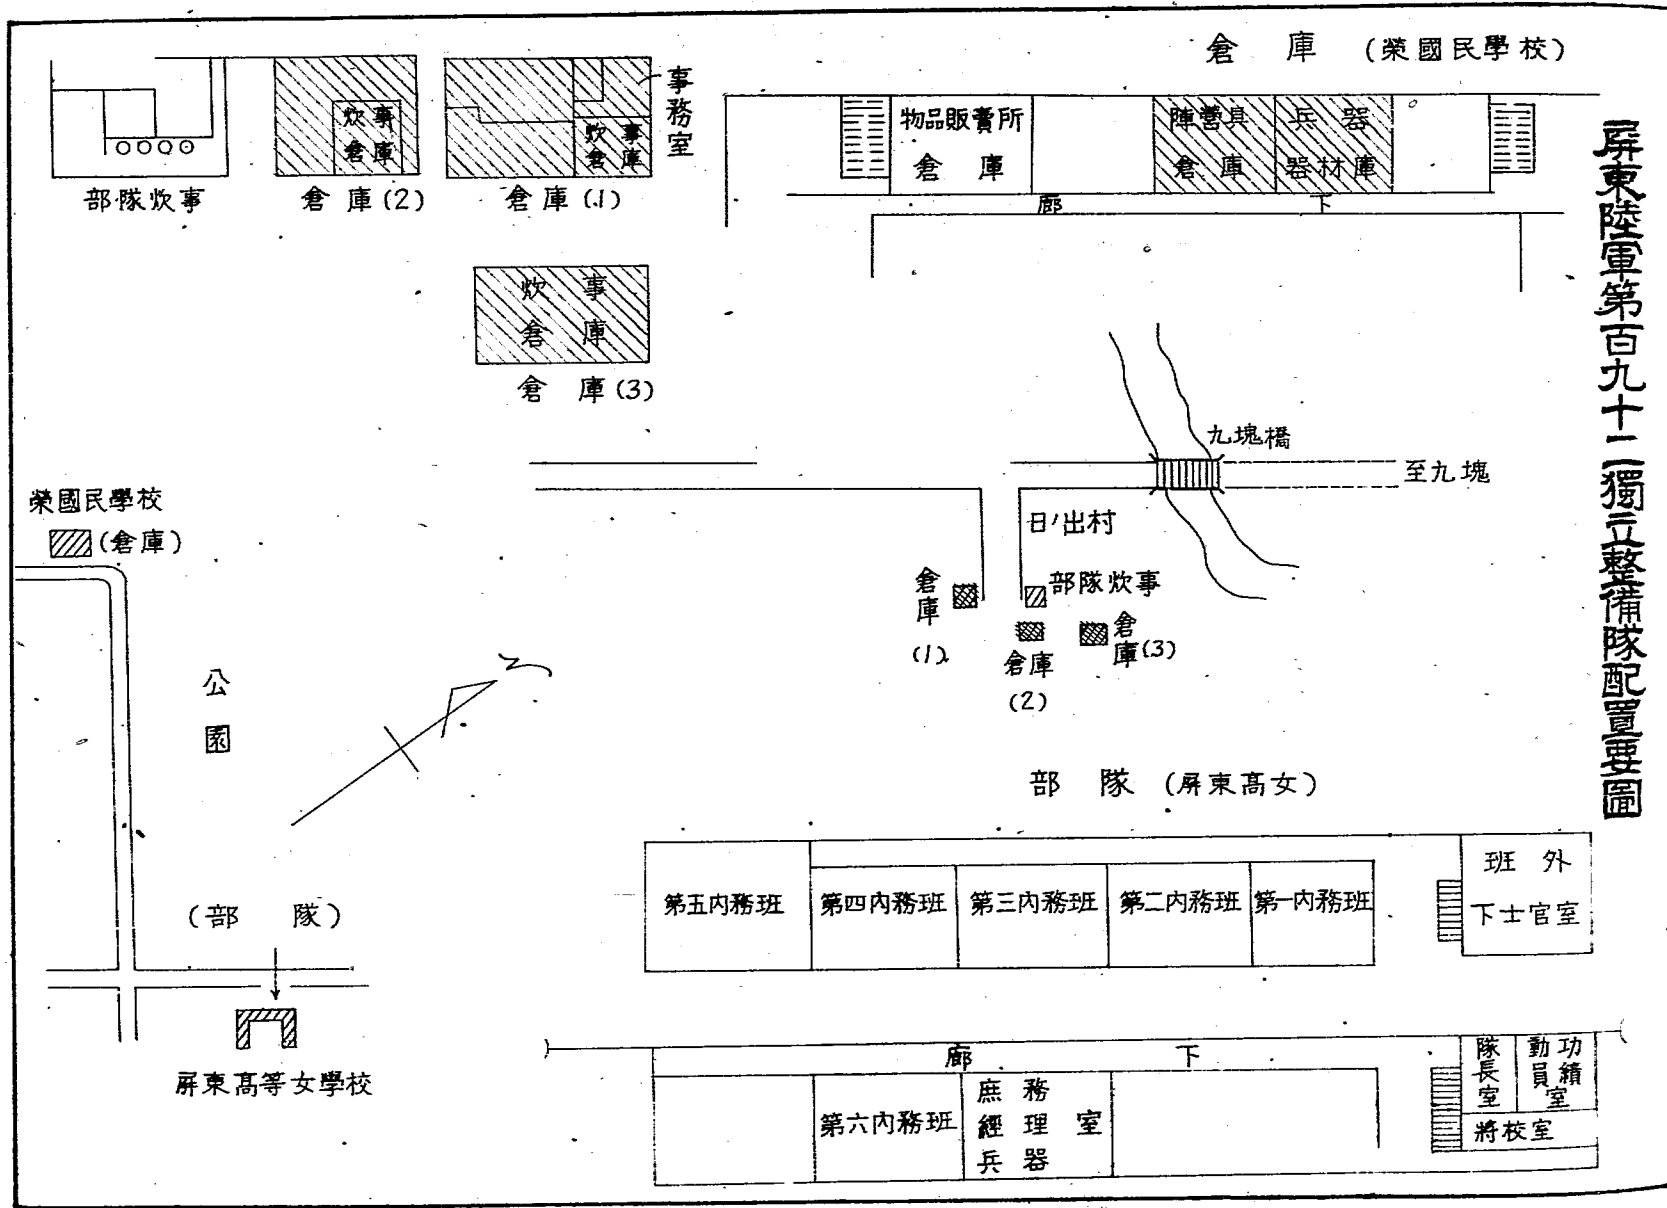 屏東陸軍第百九十二獨立整備隊配置要圖
倉庫 (榮國民學校)
物品販賣所
倉庫
陣營具
倉庫
兵器
器材庫
廊下
事務室
炊事
倉庫
炊事
倉庫
部隊炊事
倉庫(2)
倉庫(1)
炊事
倉庫
倉庫(3)
九塊橋
至九塊
榮國民學校
(倉庫)
日ノ出村
倉庫
(1)
部隊炊事
倉庫
(2)
倉庫(3)
公園
部隊 (屏東高女)
(部隊)
屏東高等女學校
第五內務班
第四內務班
第三內務班
第二內務班
第一內務班
班外
下士官室
廊下
第六內務班
庶務
經理室
兵器
隊長室
功績
動員室
將校室